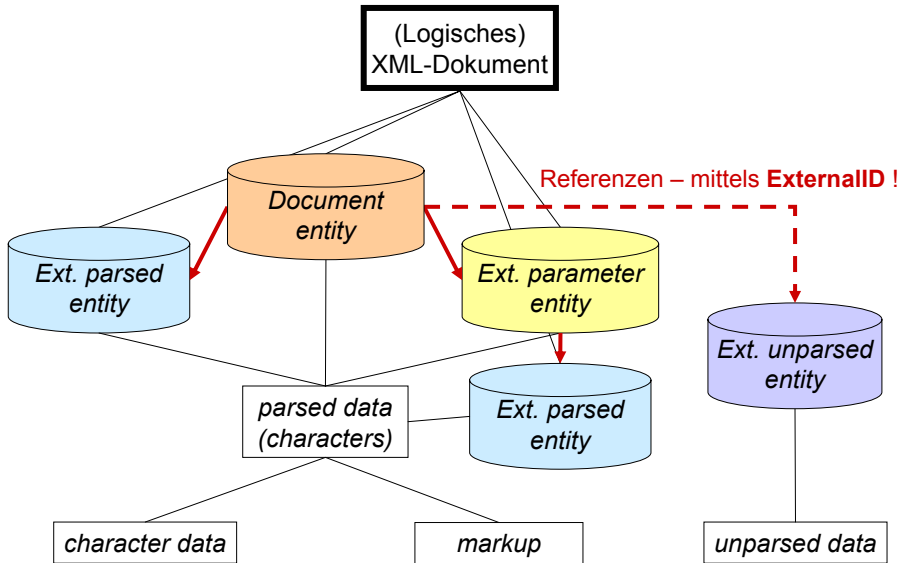 (Logisches)
XML-Dokument
Referenzen – mittels ExternalID !
Document
entity
Ext. parsed
entity
Ext. parameter
entity
Ext. unparsed
entity
parsed data
(characters)
Ext. parsed
entity
character data
markup
unparsed data